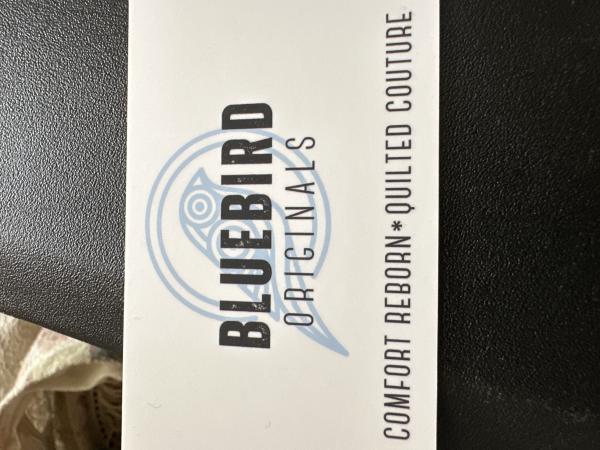 BLUEBIRD
ORIGINALS
COMFORT REBORN*QUILTED COUTURE